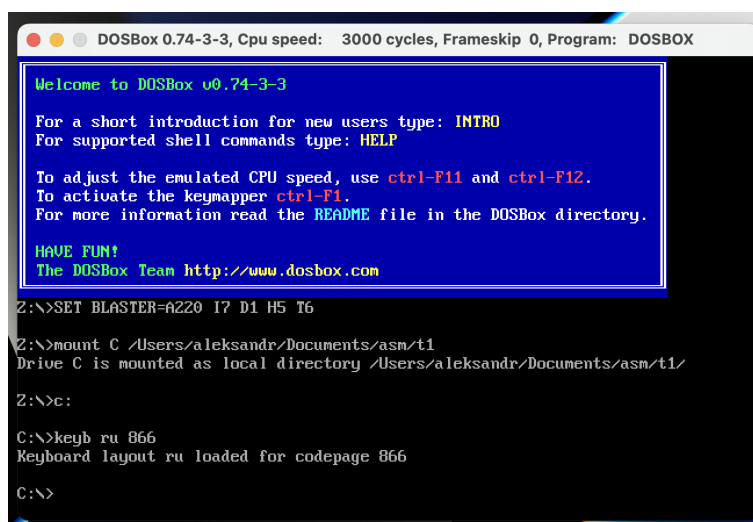 DOSBox 0.74-3-3, Cpu speed: 3000 cycles, Frameskip 0, Program: DOSBOX
Welcome to DOSBox v0.74-3-3
For a short introduction for new users type: INTRO
For supported shell commands type: HELP
To adjust the emulated CPU speed, use ctrl-F11 and ctrl-F12.
To activate the keymapper ctrl-F1.
For more information read the README file in the DOSBox directory.
HAVE FUN!
The DOSBox Team http://www.dosbox.com
Z:\>SET BLASTER=A220 I7 D1 H5 T6
Z:\>mount C /Users/aleksandr/Documents/asm/t1
Drive C is mounted as local directory /Users/aleksandr/Documents/asm/t1/
Z:\>c:
C:\>keyb ru 866
Keyboard layout ru loaded for codepage 866
C:\>